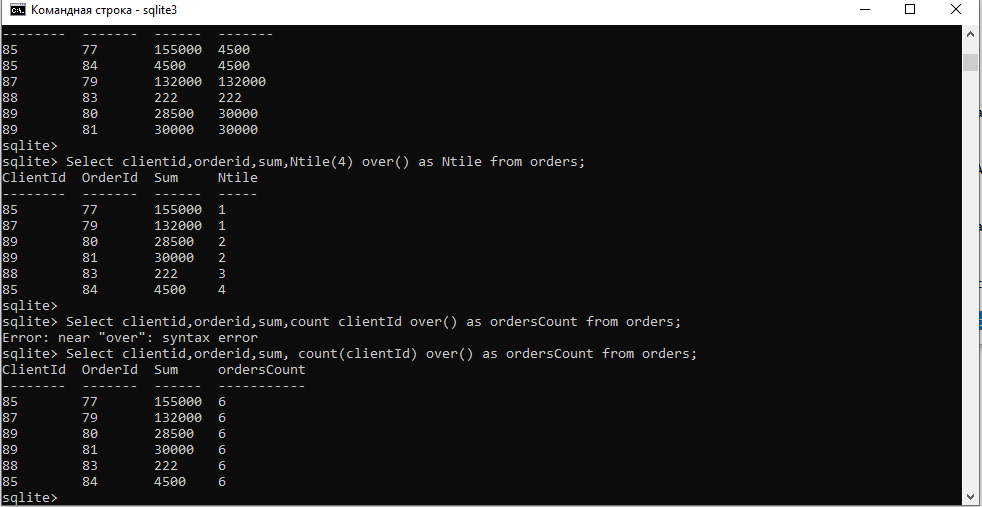 Командная строка - sqlite3
--------  -------  ------  -------
85        77       155000  4500
85        84       4500    4500
87        79       132000  132000
88        83       222     222
89        80       28500   30000
89        81       30000   30000
sqlite>
sqlite> Select clientid,orderid,sum,Ntile(4) over() as Ntile from orders;
ClientId  OrderId  Sum     Ntile
--------  -------  ------  -----
85        77       155000  1
87        79       132000  1
89        80       28500   2
89        81       30000   2
88        83       222     3
85        84       4500    4
sqlite>
sqlite> Select clientid,orderid,sum,count clientId over() as ordersCount from orders;
Error: near "over": syntax error
sqlite> Select clientid,orderid,sum, count(clientId) over() as ordersCount from orders;
ClientId  OrderId  Sum     ordersCount
--------  -------  ------  -----------
85        77       155000  6
87        79       132000  6
89        80       28500   6
89        81       30000   6
88        83       222     6
85        84       4500    6
sqlite>